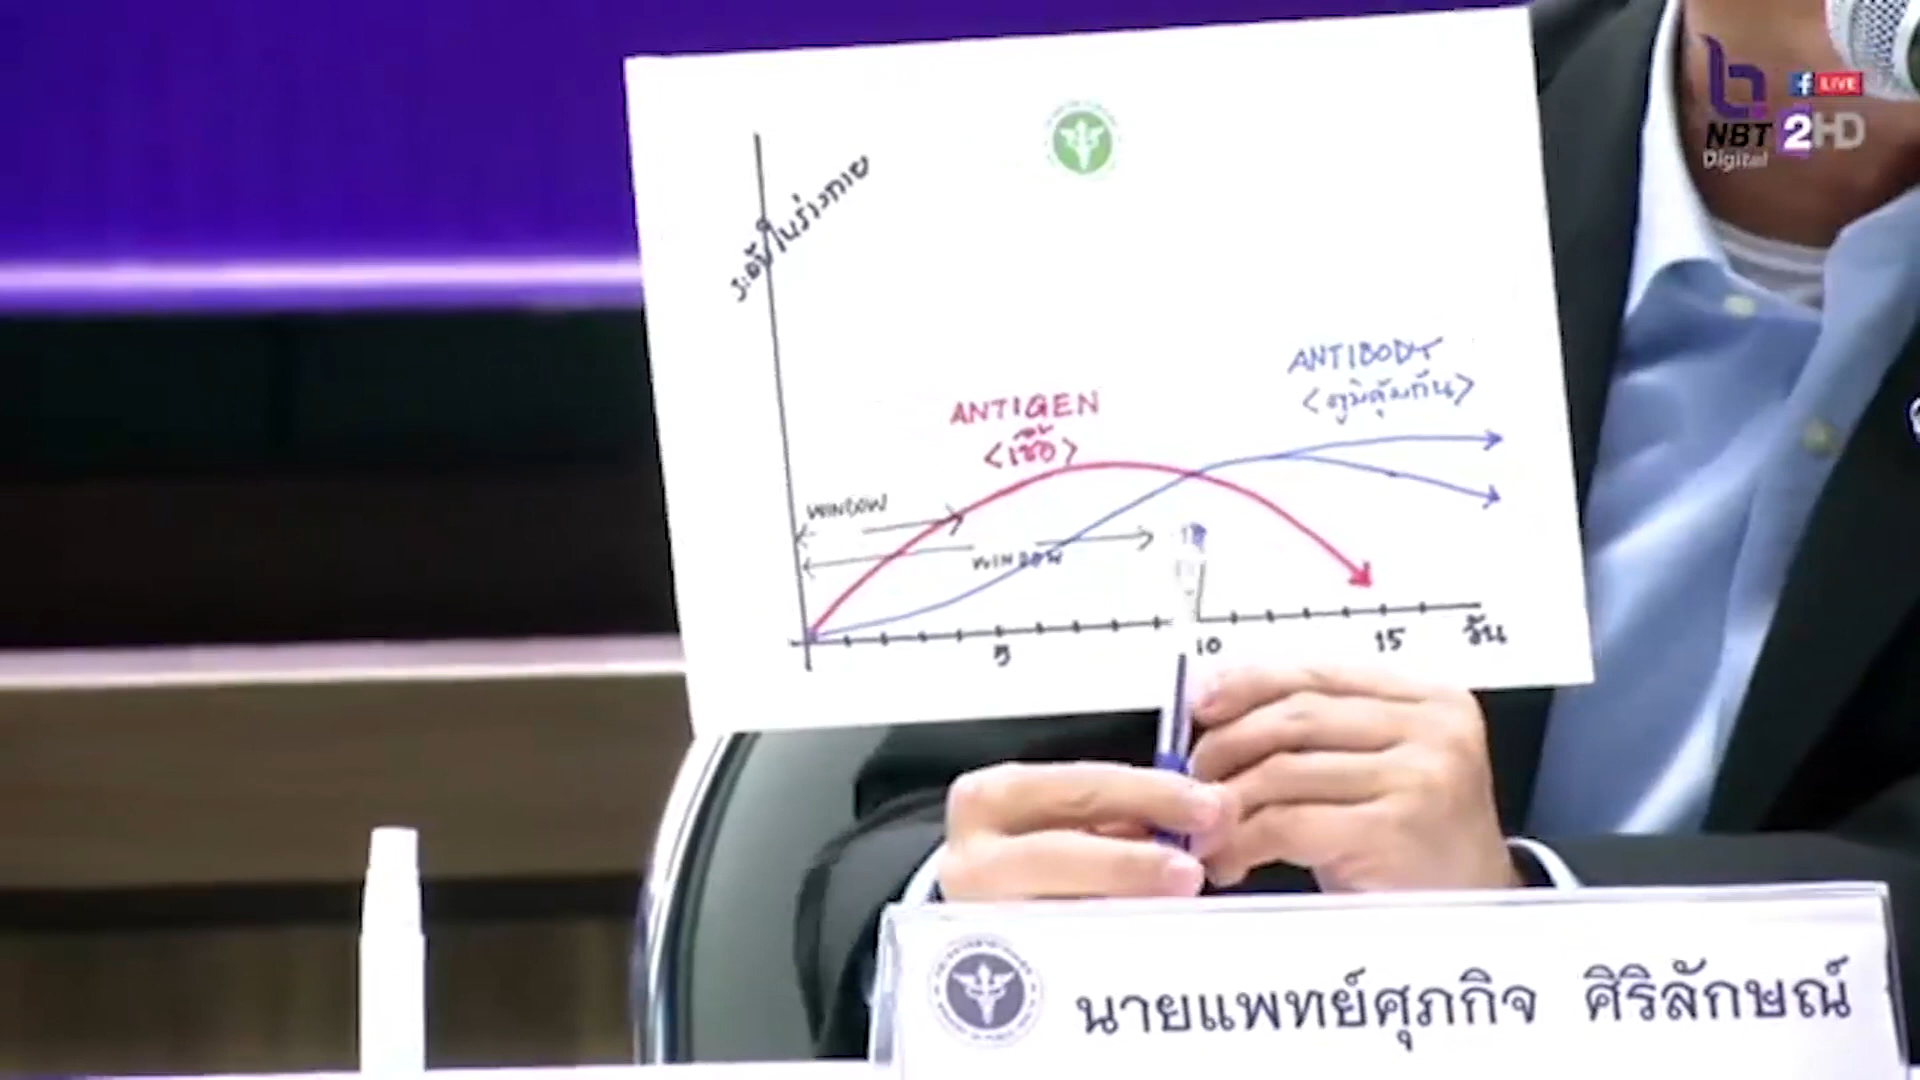 f LIVE
NBT 2HD
Digital
ระดับในร่างกาย
ANTIBODY
<ภูมิคุ้มกัน>
ANTIGEN
<เชื้อ>
WINDOW
WINDOW
5
10
15
วัน
นายแพทย์ศุภกิจ ศิริลักษณ์